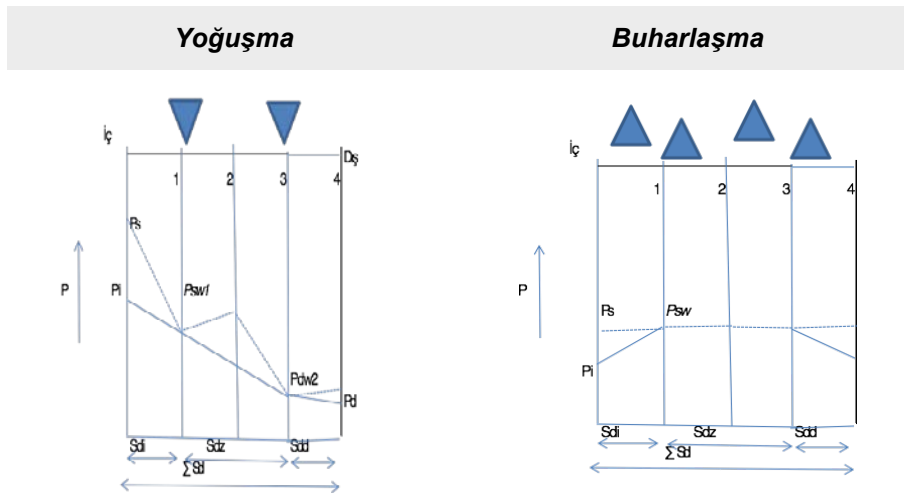 Yoğuşma
Buharlaşma
İç
Dış
1 2 3 4
Ps
P
Pi
Psw1
Pdw2
Pd
Sdi Sdz Sdd
∑ Sd
İç
1 2 3 4
P
Ps
Psw
Pi
Sdi Sdz Sdd
∑ Sd